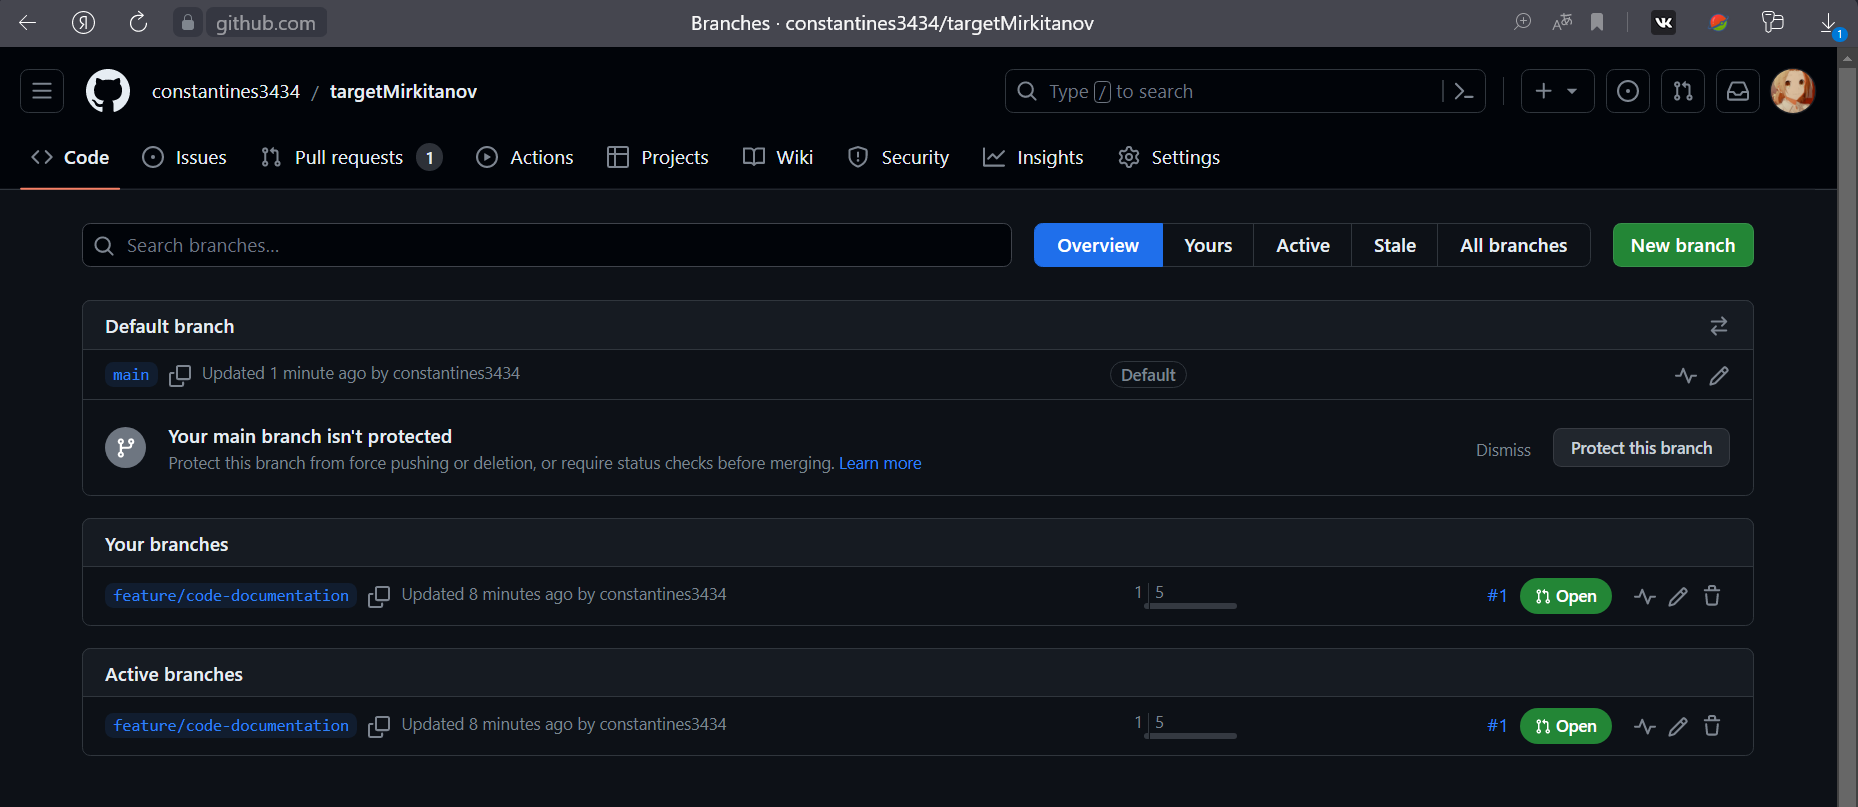 Я
github.com
Branches · constantines3434/targetMirkitanov
1
constantines3434 / targetMirkitanov
Type / to search
Code
Issues
Pull requests 1
Actions
Projects
Wiki
Security
Insights
Settings
Search branches...
Overview
Yours
Active
Stale
All branches
New branch
Default branch
main Updated 1 minute ago by constantines3434
Default
Your main branch isn't protected
Protect this branch from force pushing or deletion, or require status checks before merging. Learn more
Dismiss
Protect this branch
Your branches
feature/code-documentation Updated 8 minutes ago by constantines3434 1 5 #1 Open
Active branches
feature/code-documentation Updated 8 minutes ago by constantines3434 1 5 #1 Open